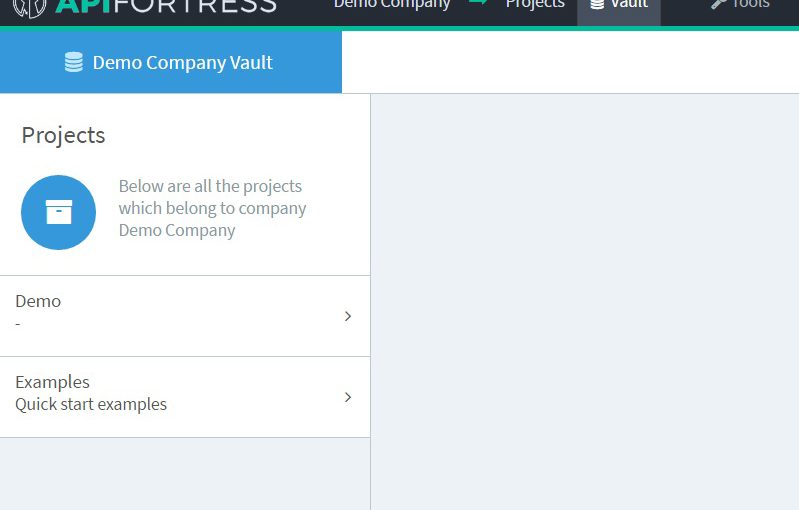 APIFORTRESS Demo Company Projects Vault Tools
Demo Company Vault
Projects
Below are all the projects
which belong to company
Demo Company
Demo
-
Examples
Quick start examples